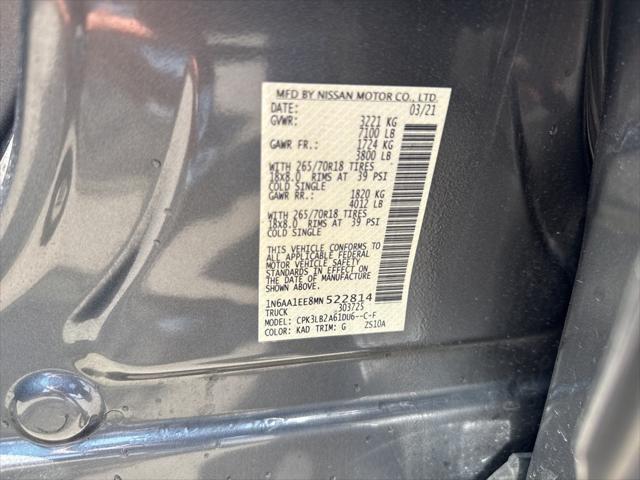 MFD BY NISSAN MOTOR CO., LTD.
DATE: 03/21
GVWR: 3221 KG
7100 LB
GAWR FR.: 1724 KG
3800 LB
WITH 265/70R18 TIRES
18x8.0 RIMS AT 39 PSI
COLD SINGLE
GAWR RR.: 1820 KG
4012 LB
WITH 265/70R18 TIRES
18x8.0 RIMS AT 39 PSI
COLD SINGLE
THIS VEHICLE CONFORMS TO
ALL APPLICABLE FEDERAL
MOTOR VEHICLE SAFETY
STANDARDS IN EFFECT ON
THE DATE OF MANUFACTURE
SHOWN ABOVE.
1N6AA1EE8MN522814
TRUCK 303725
MODEL: CPK3LB2A61DU6--C-F
COLOR: KAD TRIM: G ZS10A